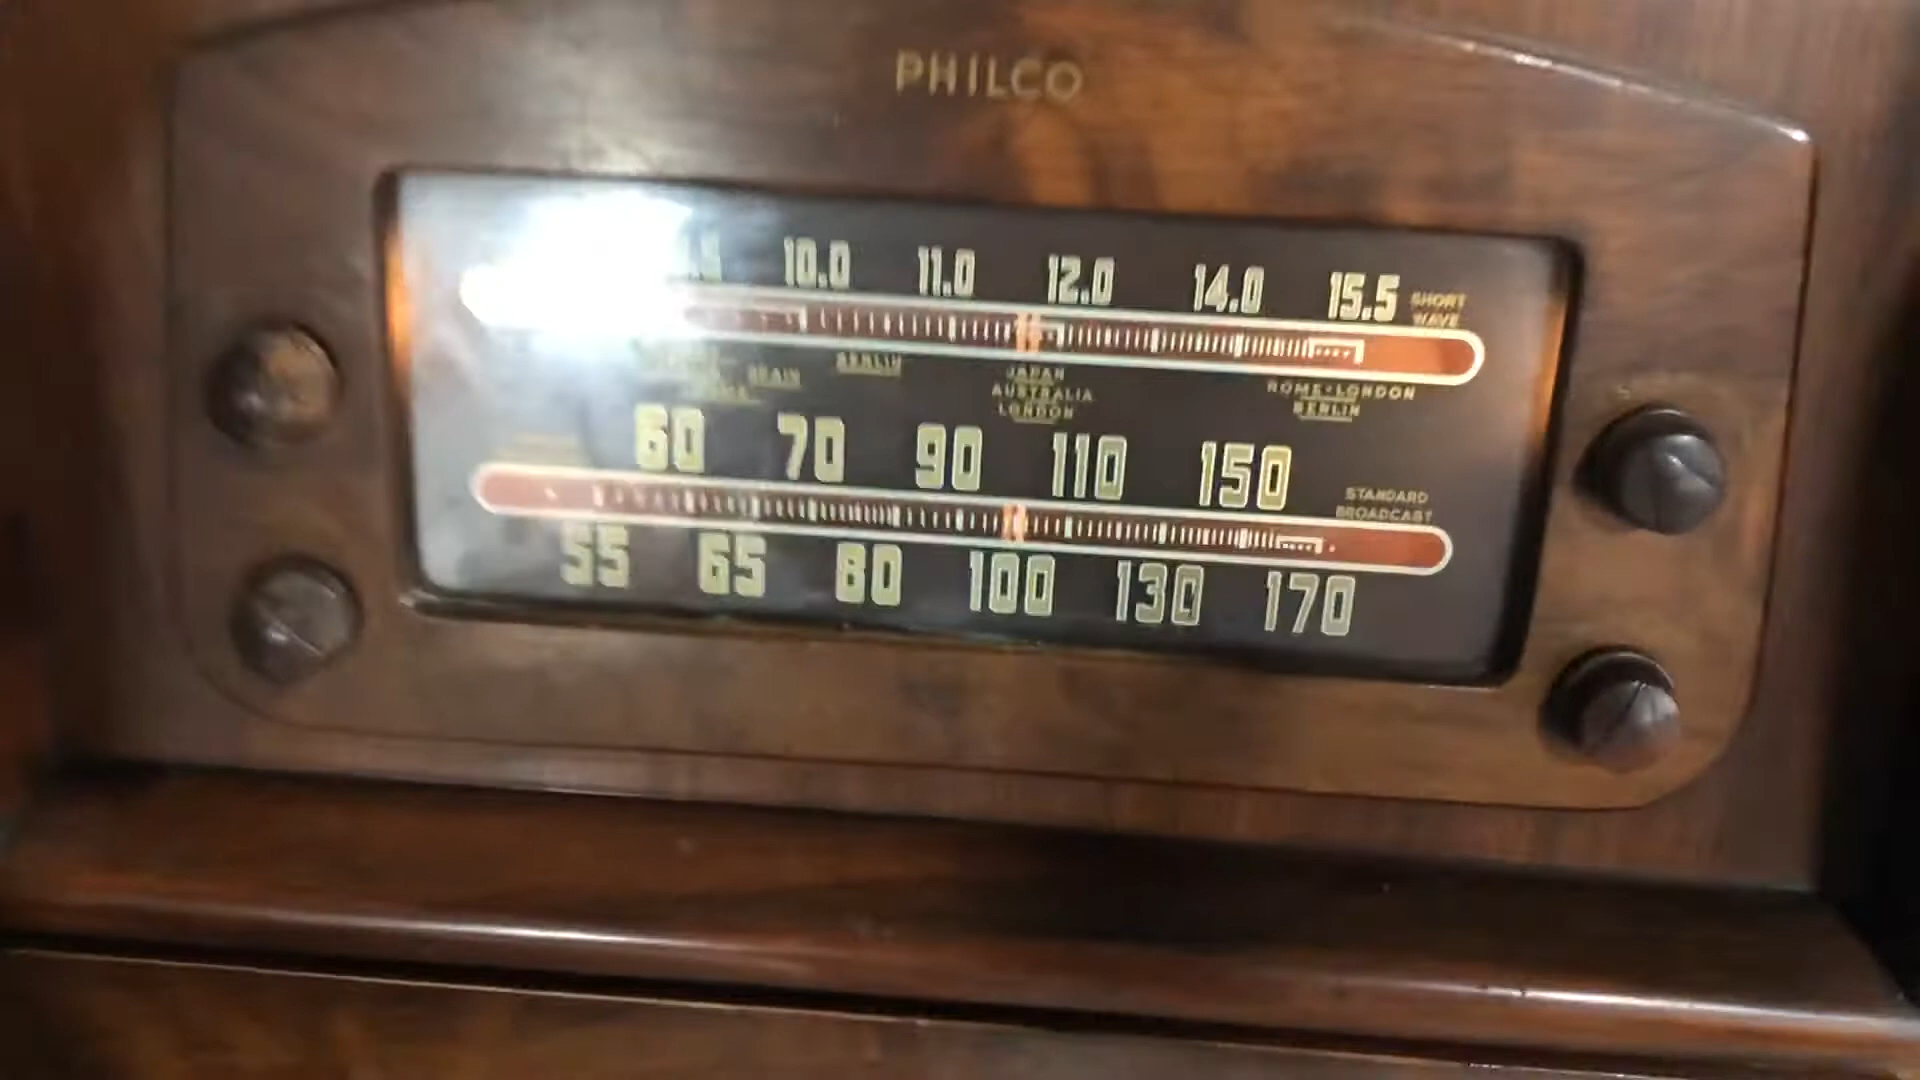 PHILCO
10.0 11.0 12.0 14.0 15.5 SHORT WAVE
BERLIN
JAPAN
AUSTRALIA
LONDON
ROME-LONDON
BERLIN
60 70 90 110 150
STANDARD
BROADCAST
55 65 80 100 130 170